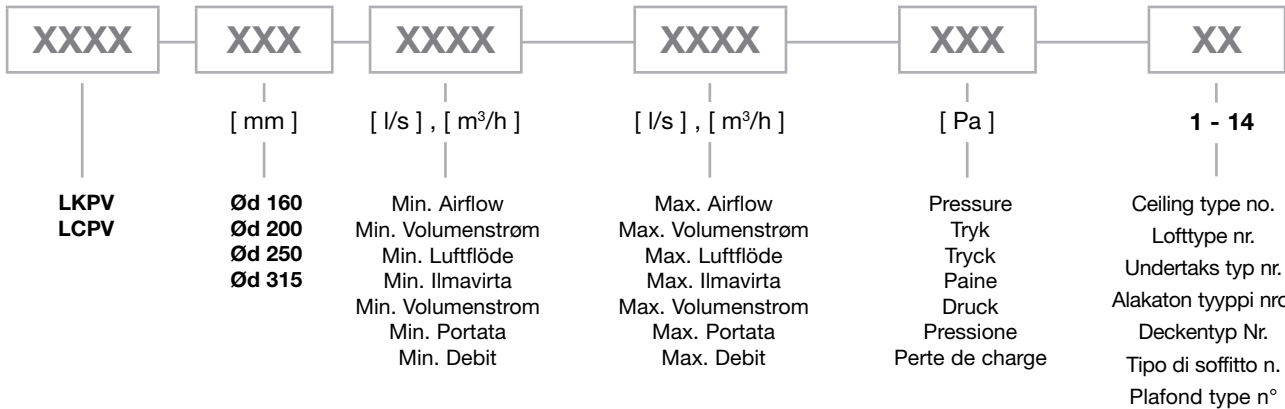 XXXX XXX XXXX XXXX XXX XX
[ mm ] [ l/s ] , [ m³/h ] [ l/s ] , [ m³/h ] [ Pa ] 1 - 14
LKPV
LCPV
Ød 160
Ød 200
Ød 250
Ød 315
Min. Airflow
Min. Volumenstrøm
Min. Luftflöde
Min. Ilmavirta
Min. Volumenstrom
Min. Portata
Min. Debit
Max. Airflow
Max. Volumenstrøm
Max. Luftflöde
Max. Ilmavirta
Max. Volumenstrom
Max. Portata
Max. Debit
Pressure
Tryk
Tryck
Paine
Druck
Pressione
Perte de charge
Ceiling type no.
Lofttype nr.
Undertaks typ nr.
Alakaton tyyppi nro
Deckentyp Nr.
Tipo di soffitto n.
Plafond type n°